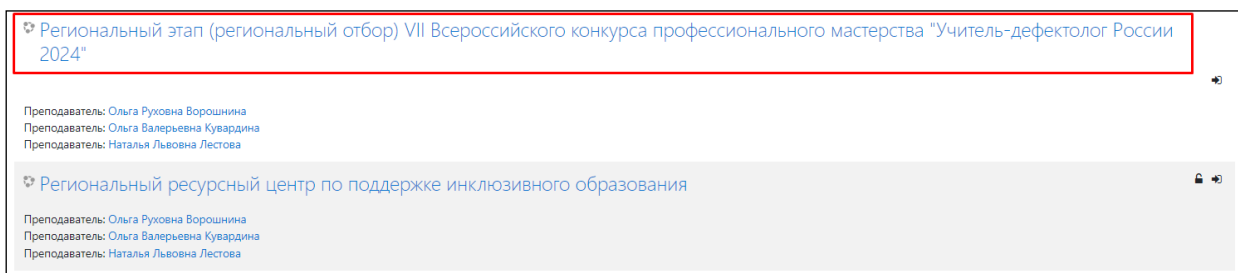 Региональный этап (региональный отбор) VII Всероссийского конкурса профессионального мастерства "Учитель-дефектолог России
2024"
Преподаватель: Ольга Руховна Ворошнина
Преподаватель: Ольга Валерьевна Кувардина
Преподаватель: Наталья Львовна Лестова
Региональный ресурсный центр по поддержке инклюзивного образования
Преподаватель: Ольга Руховна Ворошнина
Преподаватель: Ольга Валерьевна Кувардина
Преподаватель: Наталья Львовна Лестова